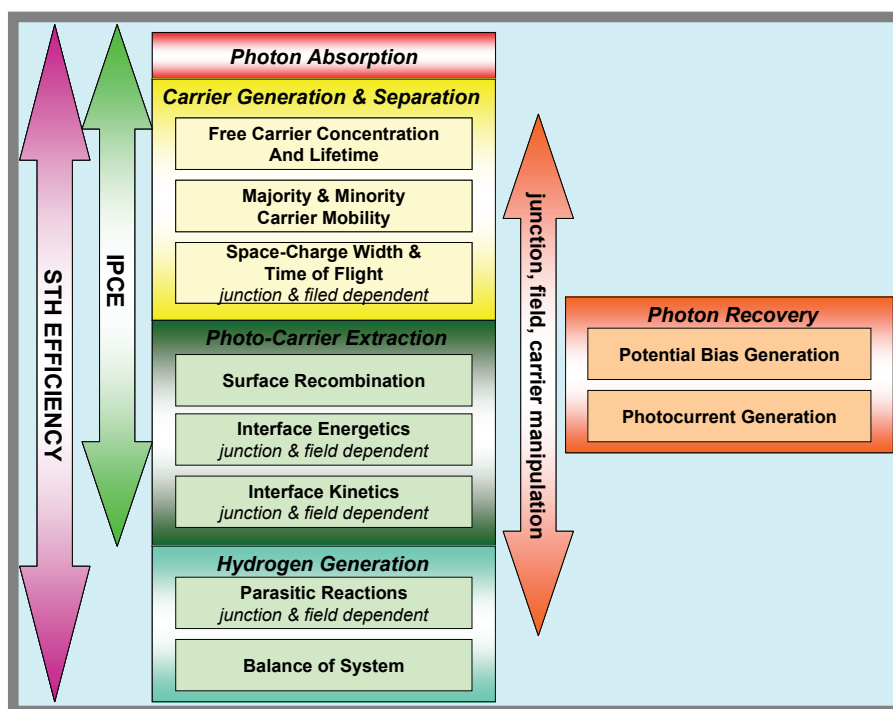 STH EFFICIENCY
IPCE
Photon Absorption
Carrier Generation & Separation
Free Carrier Concentration
And Lifetime
Majority & Minority
Carrier Mobility
Space-Charge Width &
Time of Flight
junction & filed dependent
Photo-Carrier Extraction
Surface Recombination
Interface Energetics
junction & field dependent
Interface Kinetics
junction & field dependent
Hydrogen Generation
Parasitic Reactions
junction & field dependent
Balance of System
junction, field, carrier manipulation
Photon Recovery
Potential Bias Generation
Photocurrent Generation